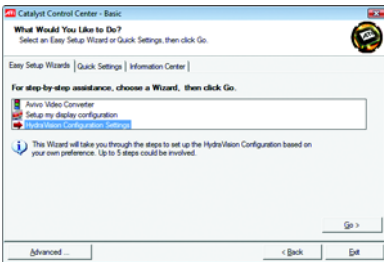 ATI Catalyst Control Center - Basic
What Would You Like to Do?
Select an Easy Setup Wizard or Quick Settings, then click Go.
ATI
Easy Setup Wizards | Quick Settings | Information Center |
For step-by-step assistance, choose a Wizard, then click Go.
Avivo Video Converter
Setup my display configuration
HydraVision Configuration Settings
This Wizard will take you through the steps to set up the HydraVision Configuration based on
your own preference. Up to 5 steps could be involved.
Go >
Advanced ... < Back Exit